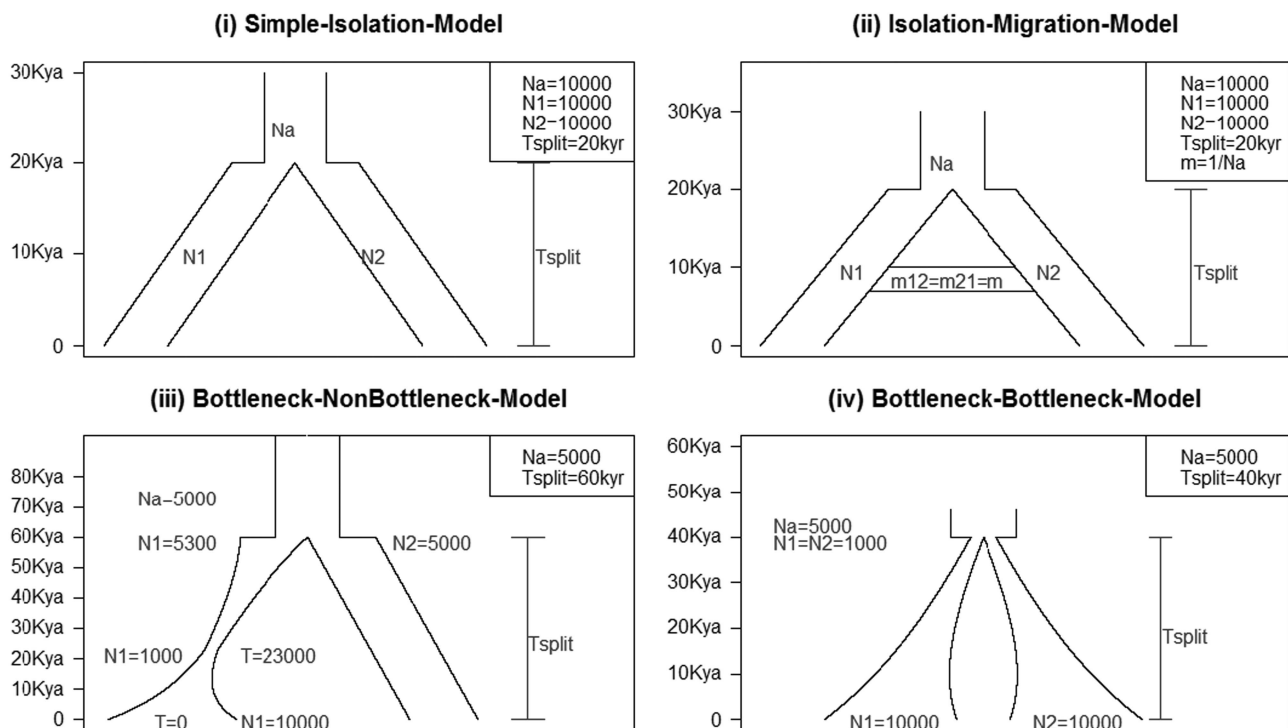 (i) Simple-Isolation-Model
30Kya
20Kya
10Kya
0
Na
N1
N2
Tsplit
Na=10000
N1=10000
N2−10000
Tsplit=20kyr
(ii) Isolation-Migration-Model
30Kya
20Kya
10Kya
0
Na
N1
m12=m21=m
N2
Tsplit
Na=10000
N1=10000
N2−10000
Tsplit=20kyr
m=1/Na
(iii) Bottleneck-NonBottleneck-Model
80Kya
70Kya
60Kya
50Kya
40Kya
30Kya
20Kya
10Kya
0
Na−5000
N1=5300
N2=5000
N1=1000
T=23000
T=0
N1=10000
Tsplit
Na=5000
Tsplit=60kyr
(iv) Bottleneck-Bottleneck-Model
60Kya
50Kya
40Kya
30Kya
20Kya
10Kya
0
Na=5000
N1=N2=1000
N1=10000
N2=10000
Tsplit
Na=5000
Tsplit=40kyr